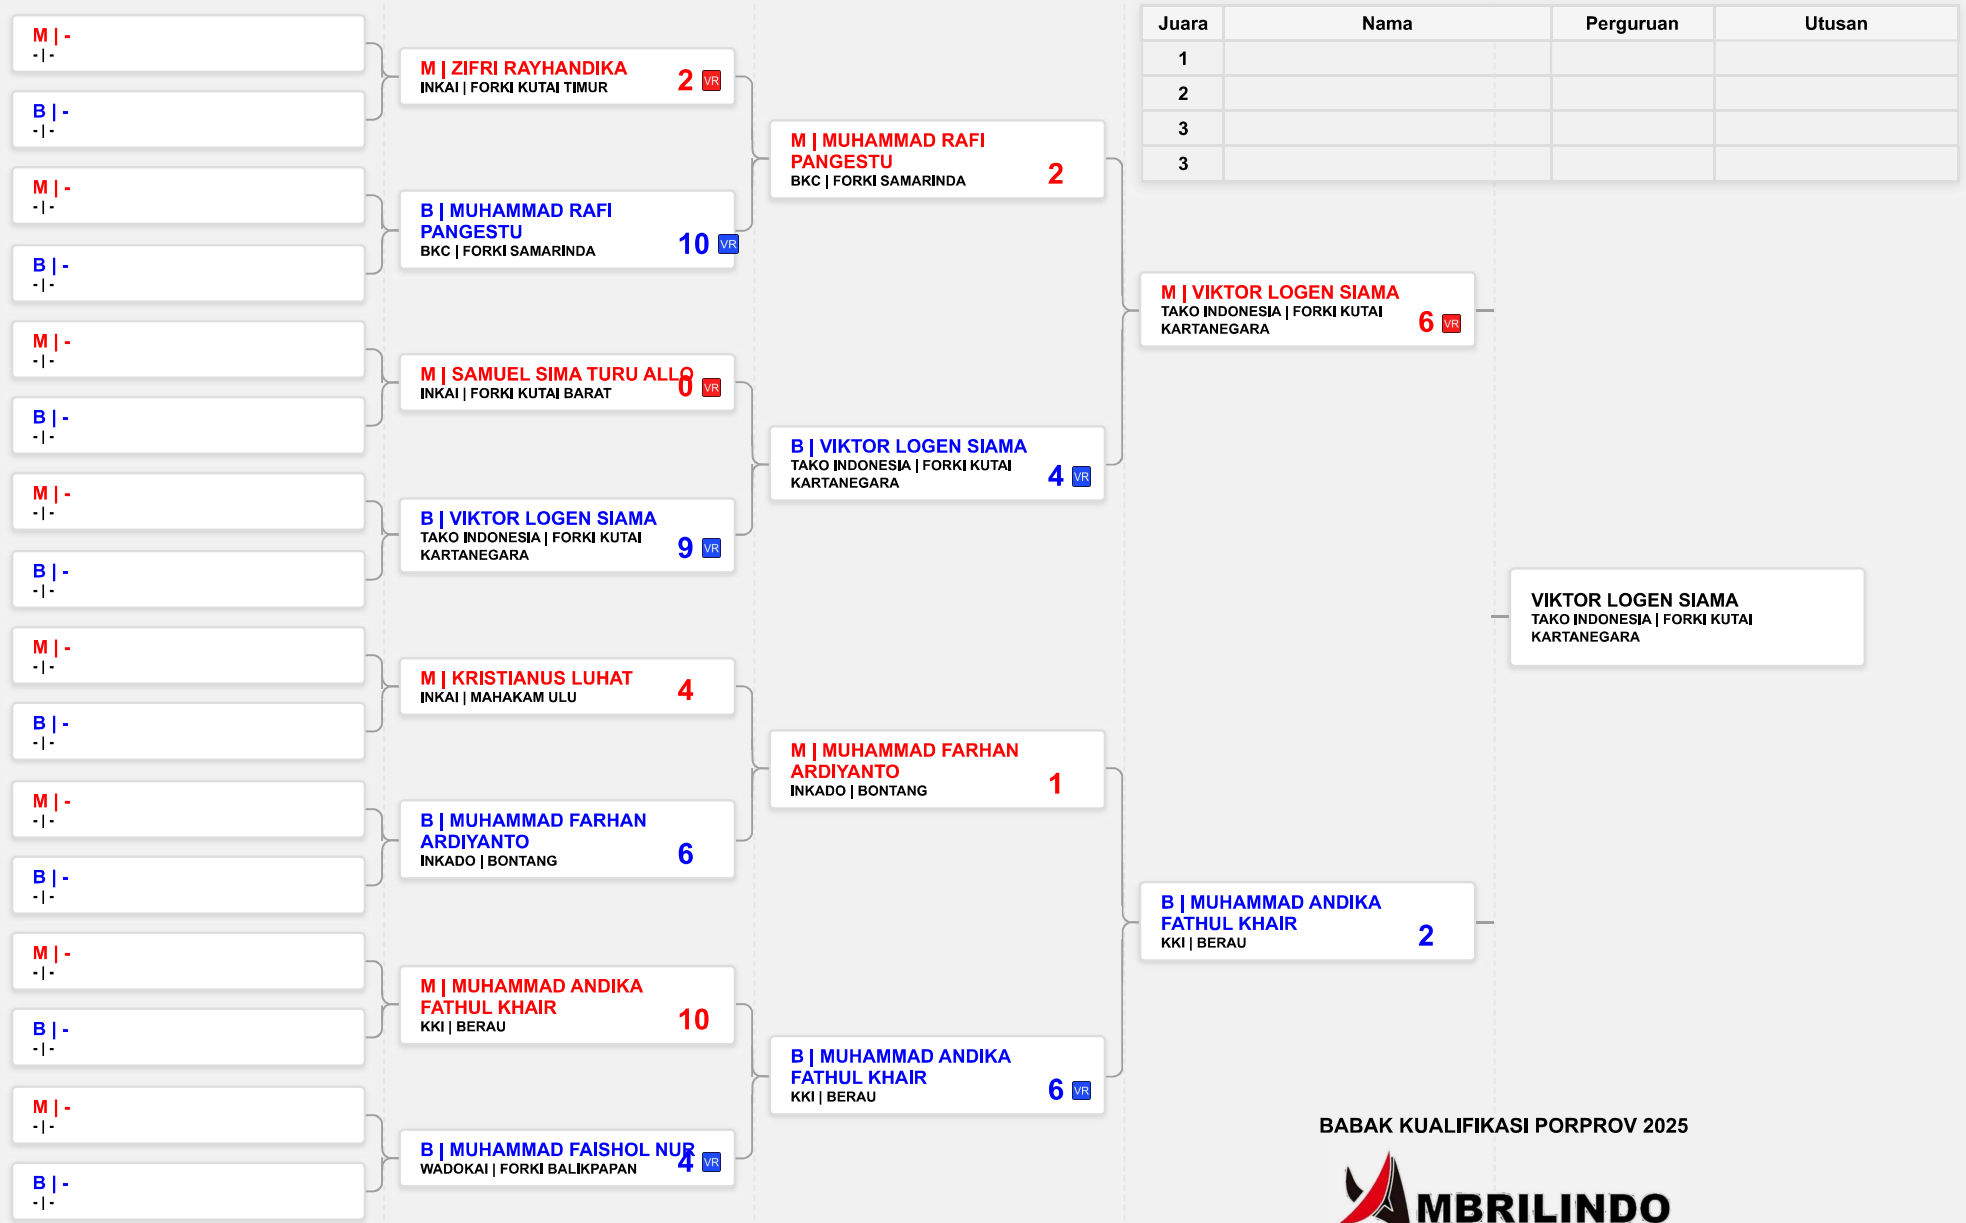 M | -
- | -
B | -
- | -
M | -
- | -
B | -
- | -
M | -
- | -
B | -
- | -
M | -
- | -
B | -
- | -
M | -
- | -
B | -
- | -
M | -
- | -
B | -
- | -
M | -
- | -
B | -
- | -
M | -
- | -
B | -
- | -
M | ZIFRI RAYHANDIKA
INKAI | FORKI KUTAI TIMUR
2 VR
B | MUHAMMAD RAFI
PANGESTU
BKC | FORKI SAMARINDA
10 VR
M | SAMUEL SIMA TURU ALLO
INKAI | FORKI KUTAI BARAT
0 VR
B | VIKTOR LOGEN SIAMA
TAKO INDONESIA | FORKI KUTAI
KARTANEGARA
9 VR
M | KRISTIANUS LUHAT
INKAI | MAHAKAM ULU
4
B | MUHAMMAD FARHAN
ARDIYANTO
INKADO | BONTANG
6
M | MUHAMMAD ANDIKA
FATHUL KHAIR
KKI | BERAU
10
B | MUHAMMAD FAISHOL NUR
WADOKAI | FORKI BALIKPAPAN
4 VR
M | MUHAMMAD RAFI
PANGESTU
BKC | FORKI SAMARINDA
2
B | VIKTOR LOGEN SIAMA
TAKO INDONESIA | FORKI KUTAI
KARTANEGARA
4 VR
M | MUHAMMAD FARHAN
ARDIYANTO
INKADO | BONTANG
1
B | MUHAMMAD ANDIKA
FATHUL KHAIR
KKI | BERAU
6 VR
M | VIKTOR LOGEN SIAMA
TAKO INDONESIA | FORKI KUTAI
KARTANEGARA
6 VR
B | MUHAMMAD ANDIKA
FATHUL KHAIR
KKI | BERAU
2
VIKTOR LOGEN SIAMA
TAKO INDONESIA | FORKI KUTAI
KARTANEGARA
Juara Nama Perguruan Utusan
1
2
3
3
BABAK KUALIFIKASI PORPROV 2025
MBRILINDO